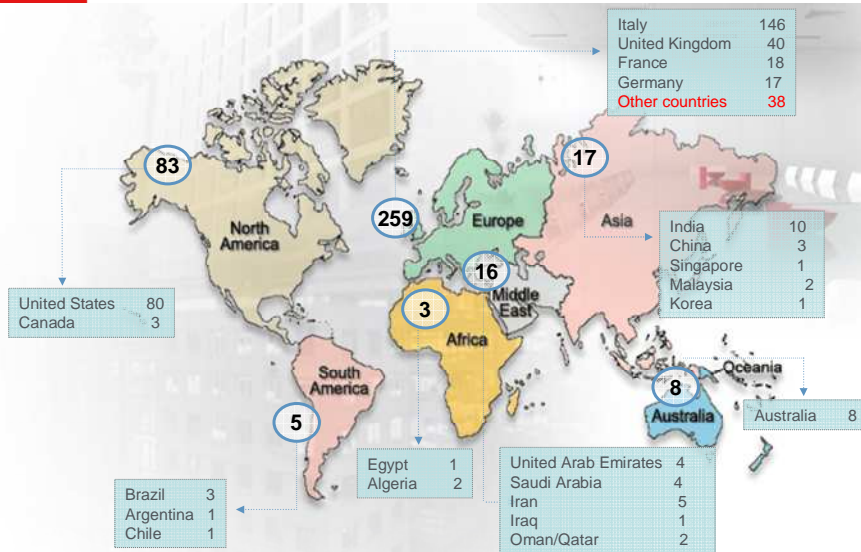 Italy 146
United Kingdom 40
France 18
Germany 17
Other countries 38
83
17
259
North
America
Europe
Asia
India 10
China 3
Singapore 1
Malaysia 2
Korea 1
16
Middle
East
United States 80
Canada 3
3
Africa
South
America
Oceania
8
Australia
Australia 8
5
Egypt 1
Algeria 2
United Arab Emirates 4
Saudi Arabia 4
Iran 5
Iraq 1
Oman/Qatar 2
Brazil 3
Argentina 1
Chile 1